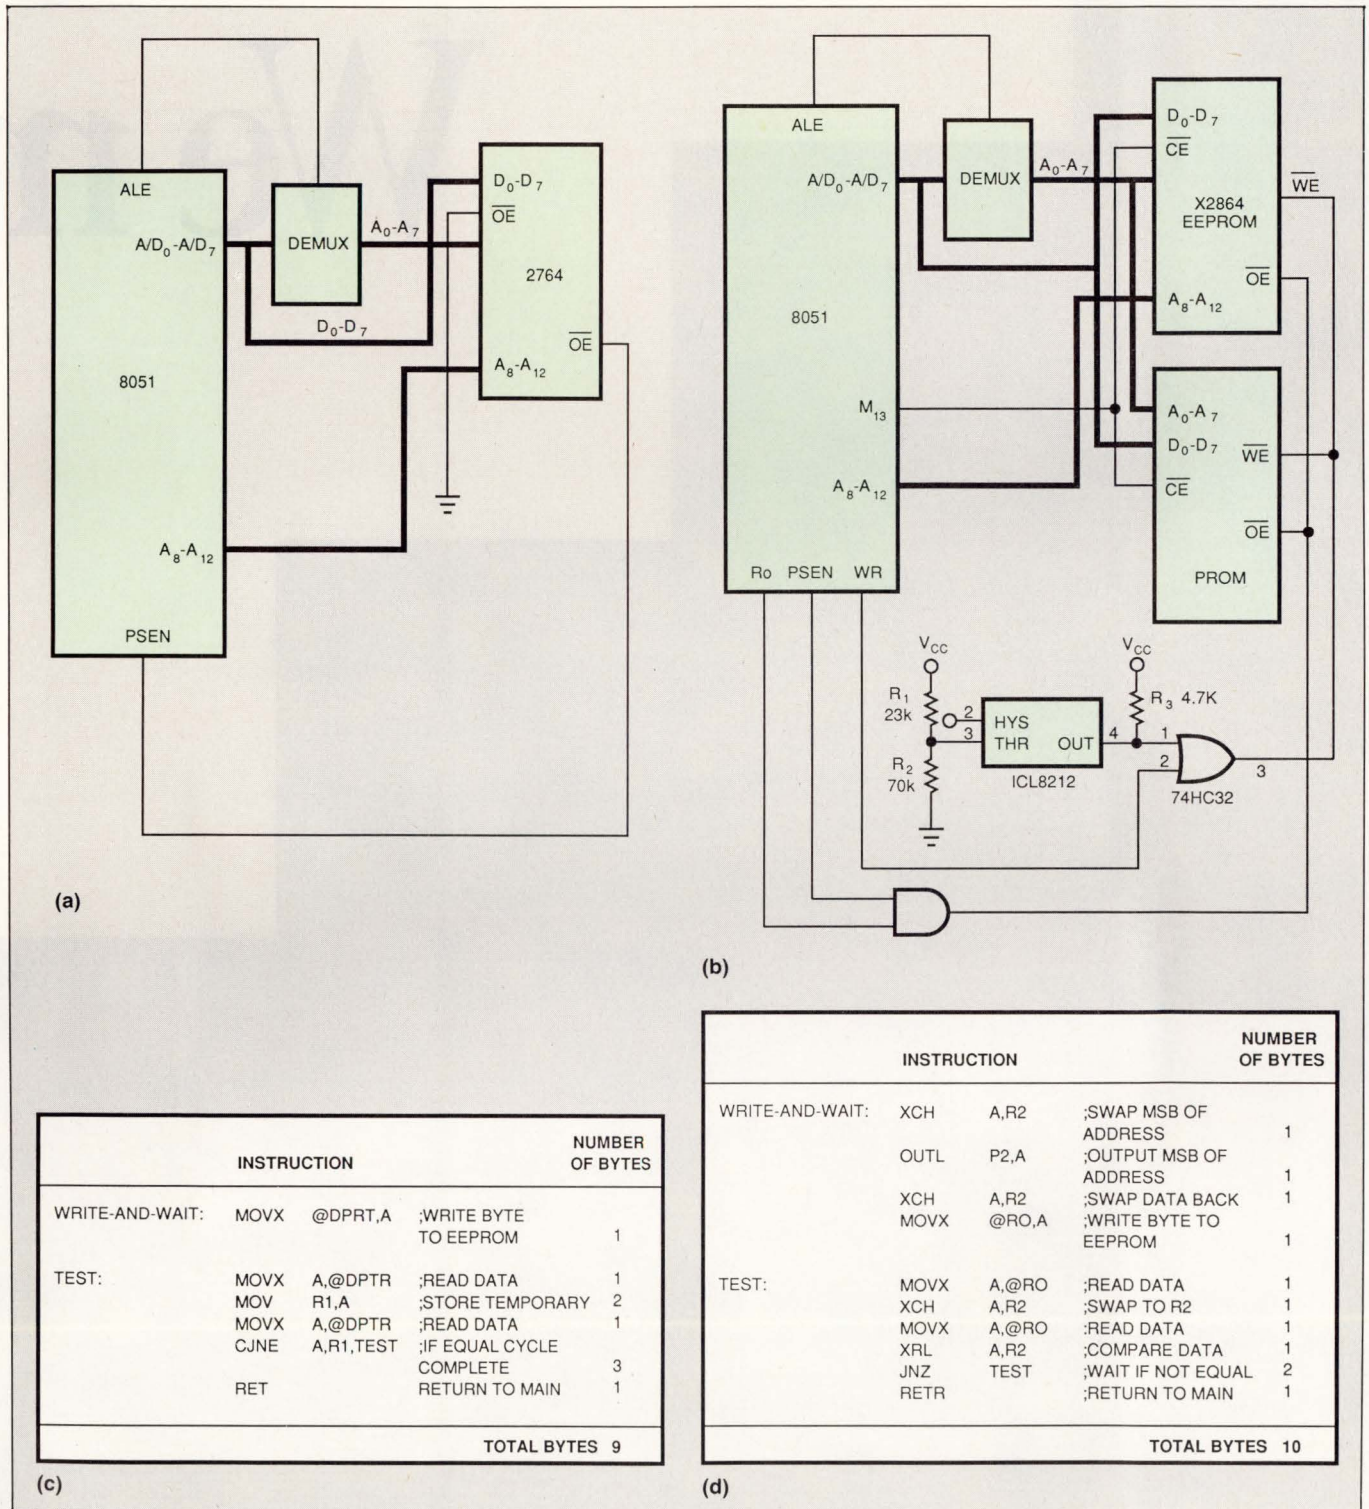 ALE
A/D0-A/D7
8051
A8-A12
PSEN
DEMUX
A0-A7
D0-D7
D0-D7
OE
2764
OE
A8-A12
(a)
ALE
A/D0-A/D7
8051
M13
A8-A12
Ro PSEN WR
DEMUX
A0-A7
D0-D7
CE
X2864
EEPROM
WE
OE
A8-A12
A0-A7
D0-D7
WE
CE
OE
PROM
VCC
R1
23k
R2
70k
2
3
HYS
THR OUT
ICL8212
4
VCC
R3 4.7K
1
2
3
74HC32
(b)
INSTRUCTION NUMBER
OF BYTES
WRITE-AND-WAIT: MOVX @DPRT,A ;WRITE BYTE
TO EEPROM 1
TEST: MOVX A,@DPTR ;READ DATA 1
MOV R1,A ;STORE TEMPORARY 2
MOVX A,@DPTR ;READ DATA 1
CJNE A,R1,TEST ;IF EQUAL CYCLE
COMPLETE 3
RET RETURN TO MAIN 1
TOTAL BYTES 9
(c)
INSTRUCTION NUMBER
OF BYTES
WRITE-AND-WAIT: XCH A,R2 ;SWAP MSB OF
ADDRESS 1
OUTL P2,A ;OUTPUT MSB OF
ADDRESS 1
XCH A,R2 ;SWAP DATA BACK 1
MOVX @RO,A ;WRITE BYTE TO
EEPROM 1
TEST: MOVX A,@RO ;READ DATA 1
XCH A,R2 ;SWAP TO R2 1
MOVX A,@RO :READ DATA 1
XRL A,R2 ;COMPARE DATA 1
JNZ TEST ;WAIT IF NOT EQUAL 2
RETR ;RETURN TO MAIN 1
TOTAL BYTES 10
(d)